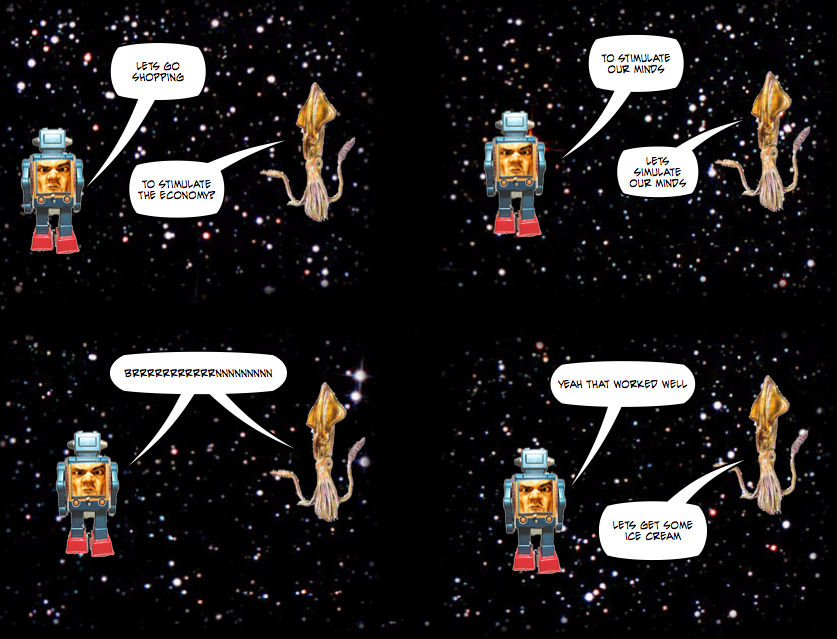 LETS GO
SHOPPING
TO STIMULATE
THE ECONOMY?
TO STIMULATE
OUR MINDS
LETS
SIMULATE
OUR MINDS
BRRRRRRRRRRRNNNNNNNNN
YEAH THAT WORKED WELL
LETS GET SOME
ICE CREAM